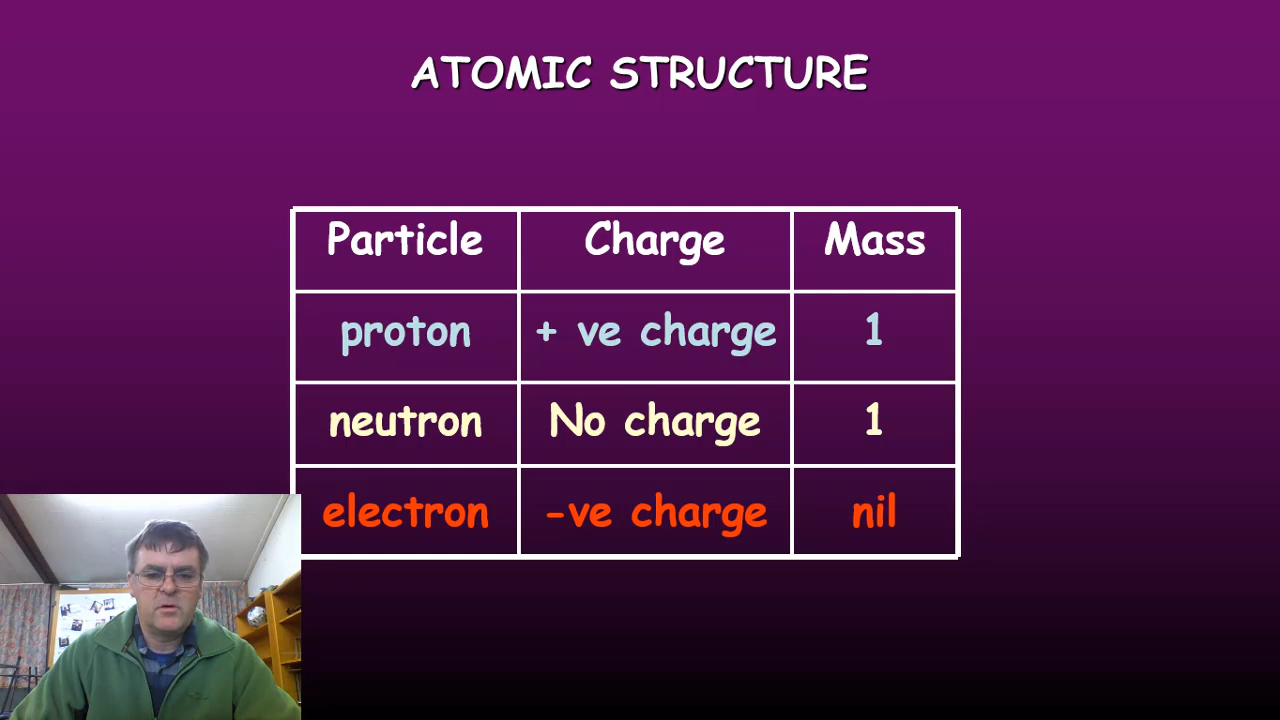 ATOMIC STRUCTURE
Particle Charge Mass
proton + ve charge 1
neutron No charge 1
electron -ve charge nil